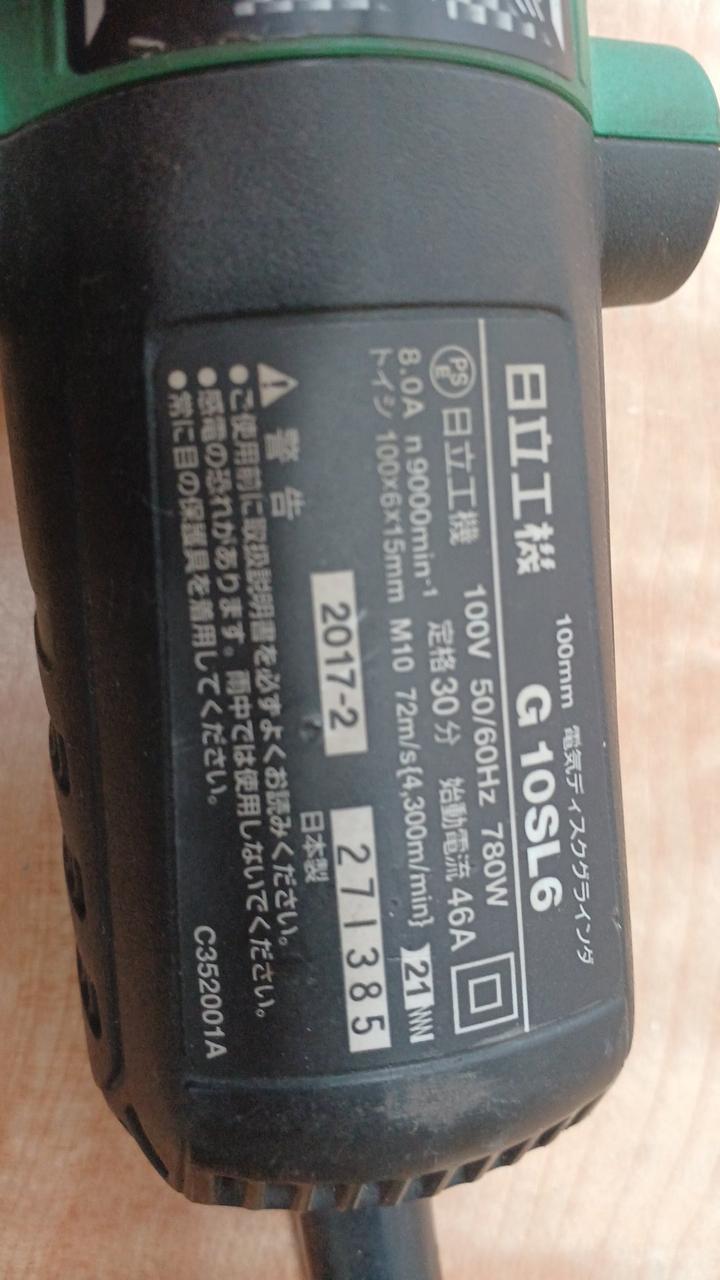 100mm 電気ディスクグラインダ
日立工機 G 10SL6
PSE 日立工機 100V 50/60Hz 780W
8.0A n 9000min⁻¹ 定格30分 始動電流 46A
トイシ 100×6×15mm M10 72m/s{4,300m/min} 21
2017-2 271385
日本製
⚠ 警告
●ご使用前に取扱説明書を必ずよくお読みください。
●感電の恐れがあります。雨中では使用しないでください。
●常に目の保護具を着用してください。
C352001A